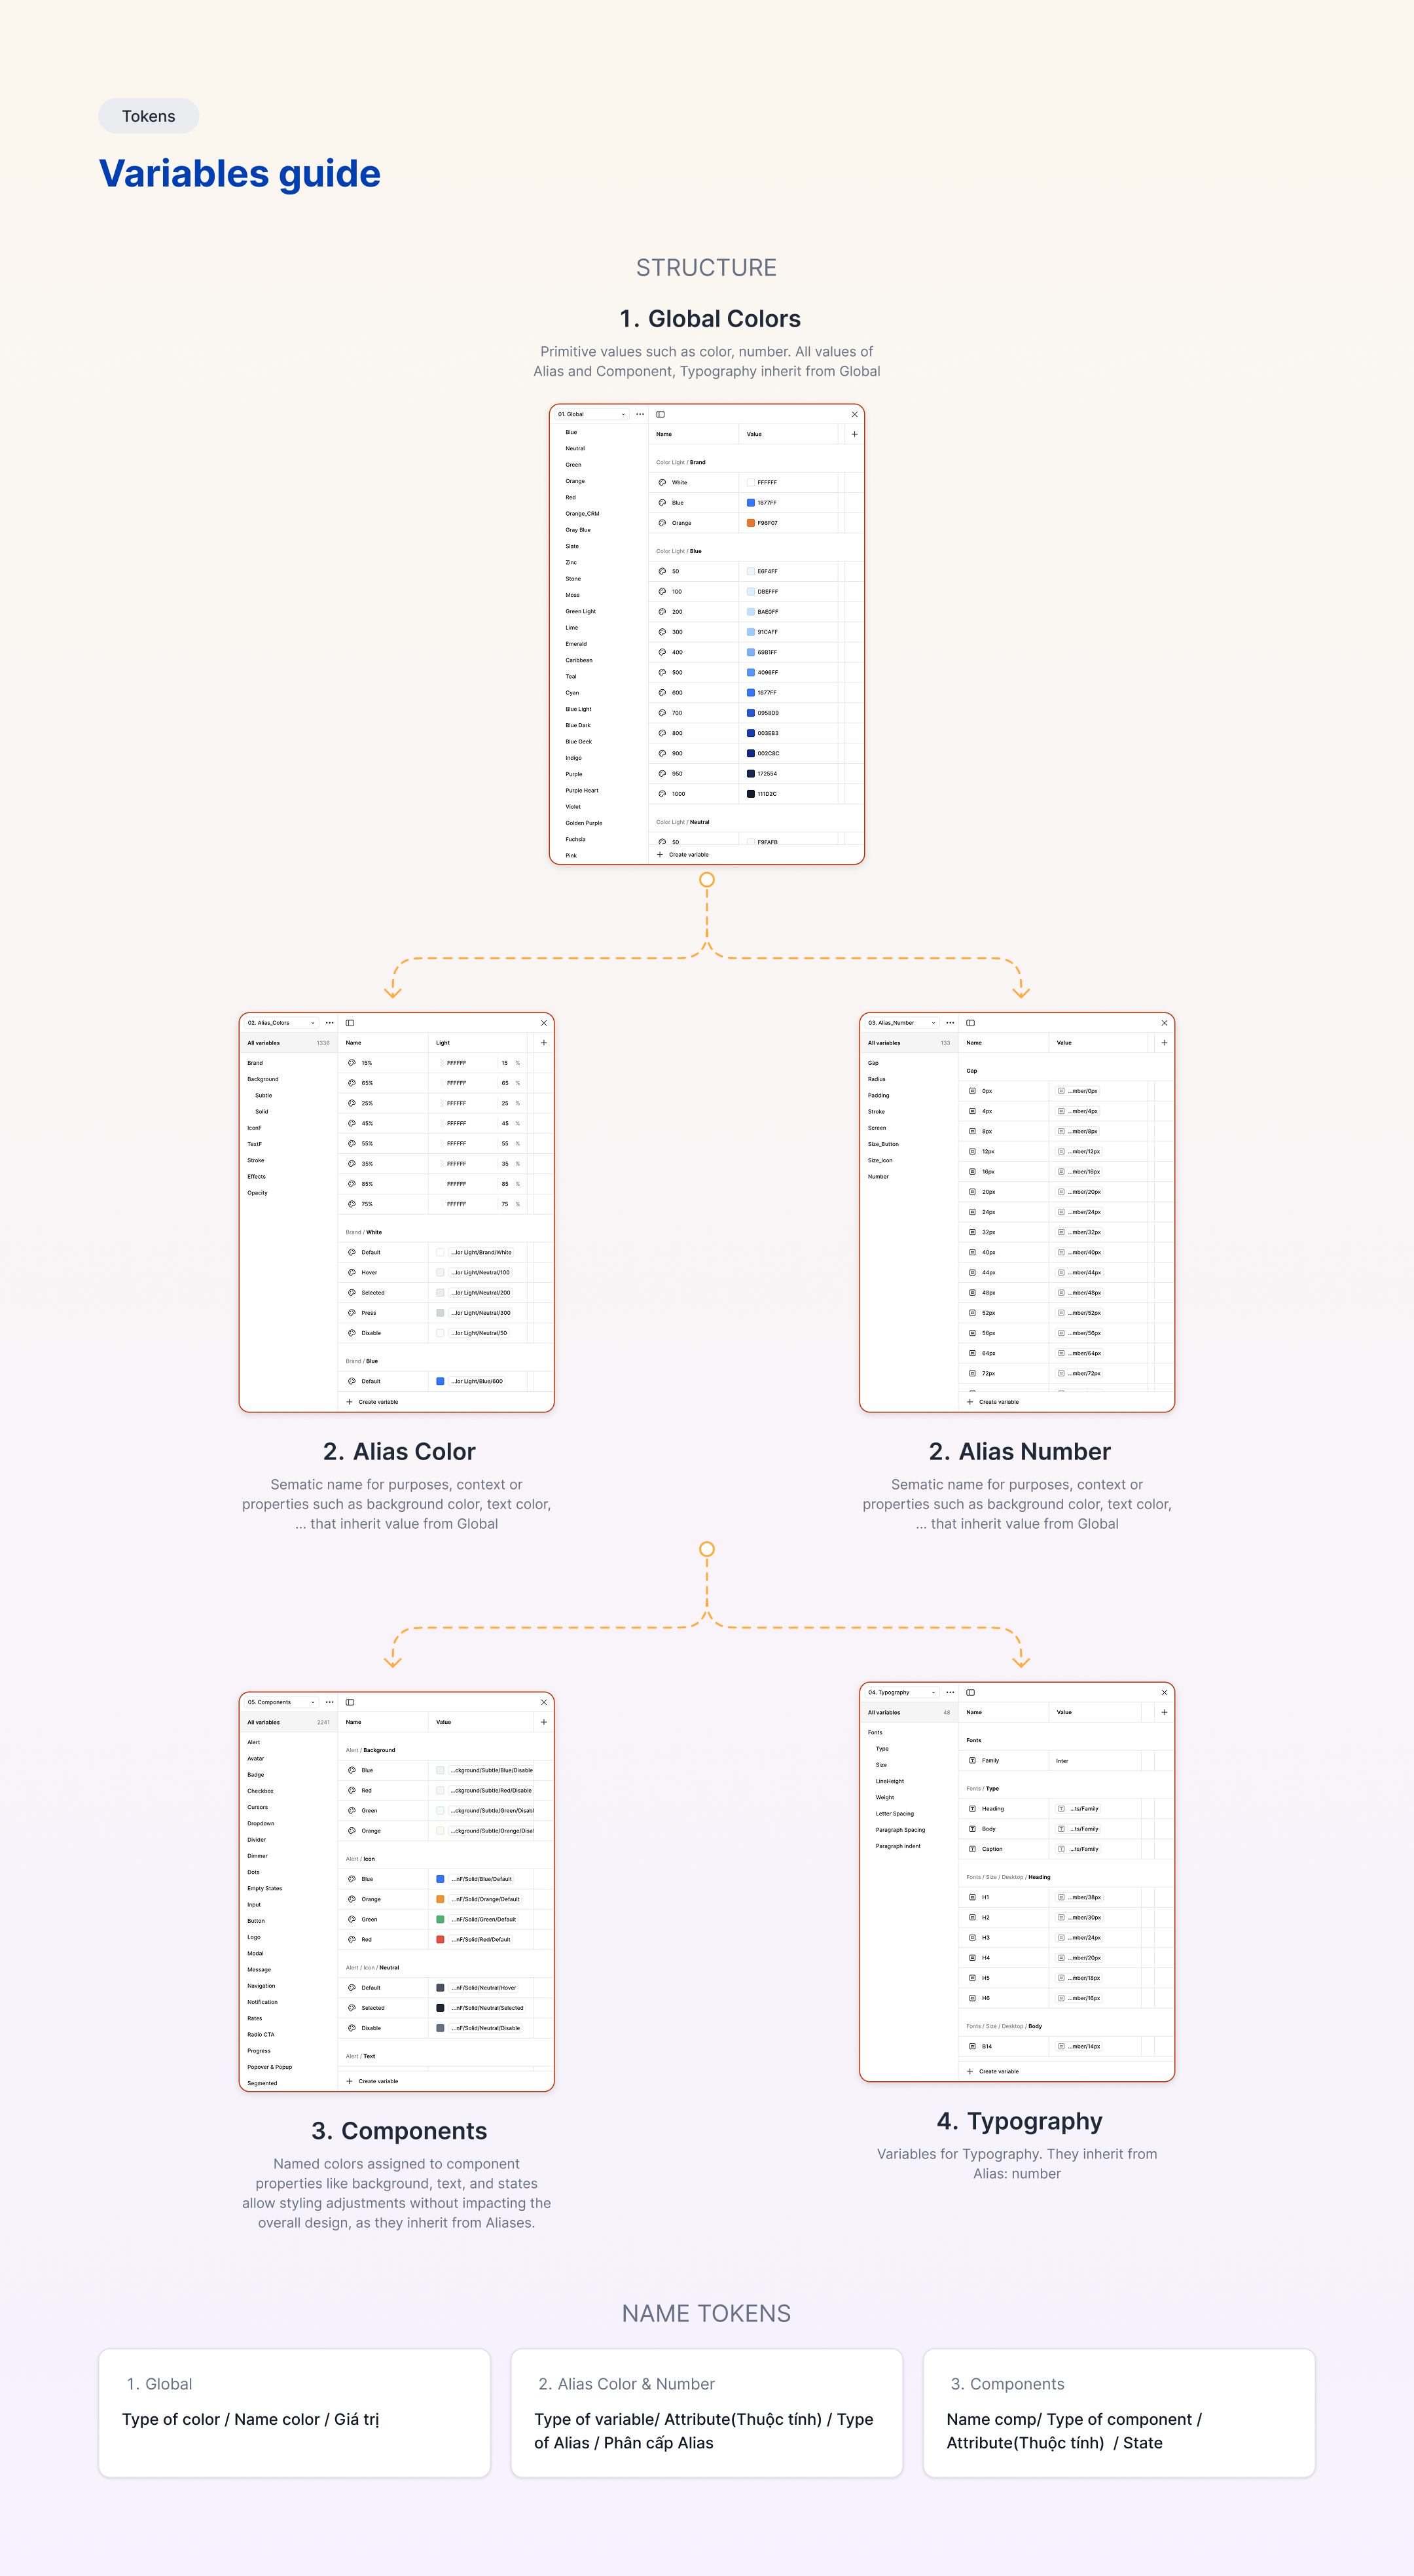 Tokens
Variables guide
STRUCTURE
1. Global Colors
Primitive values such as color, number. All values of
Alias and Component, Typography inherit from Global
01. Global
Name Value
Blue
Neutral
Green
Orange
Red
Orange_CRM
Gray Blue
Slate
Zinc
Stone
Moss
Green Light
Lime
Emerald
Caribbean
Teal
Cyan
Blue Light
Blue Dark
Blue Geek
Indigo
Purple
Purple Heart
Violet
Golden Purple
Fuchsia
Pink
Color Light / Brand
White FFFFFF
Blue 1677FF
Orange F96F07
Color Light / Blue
50 E6F4FF
100 DBEFFF
200 BAE0FF
300 91CAFF
400 69B1FF
500 4096FF
600 1677FF
700 0958D9
800 003EB3
900 002C8C
950 172554
1000 111D2C
Color Light / Neutral
50 F9FAFB
Create variable
02. Alias_Colors
All variables 1336
Name Light
Brand
Background
Subtle
Solid
IconF
TextF
Stroke
Effects
Opacity
15% FFFFFF 15 %
65% FFFFFF 65 %
25% FFFFFF 25 %
45% FFFFFF 45 %
55% FFFFFF 55 %
35% FFFFFF 35 %
85% FFFFFF 85 %
75% FFFFFF 75 %
Brand / White
Default ...lor Light/Brand/White
Hover ...lor Light/Neutral/100
Selected ...lor Light/Neutral/200
Press ...lor Light/Neutral/300
Disable ...lor Light/Neutral/50
Brand / Blue
Default ...lor Light/Blue/600
Create variable
2. Alias Color
Sematic name for purposes, context or
properties such as background color, text color,
... that inherit value from Global
03. Alias_Number
All variables 133
Name Value
Gap
Radius
Padding
Stroke
Screen
Size_Button
Size_Icon
Number
Gap
0px ...mber/0px
4px ...mber/4px
8px ...mber/8px
12px ...mber/12px
16px ...mber/16px
20px ...mber/20px
24px ...mber/24px
32px ...mber/32px
40px ...mber/40px
44px ...mber/44px
48px ...mber/48px
52px ...mber/52px
56px ...mber/56px
64px ...mber/64px
72px ...mber/72px
Create variable
2. Alias Number
Sematic name for purposes, context or
properties such as background color, text color,
... that inherit value from Global
05. Components
All variables 2241
Name Value
Alert
Avatar
Badge
Checkbox
Cursors
Dropdown
Divider
Dimmer
Dots
Empty States
Input
Button
Logo
Modal
Message
Navigation
Notification
Rates
Radio CTA
Progress
Popover & Popup
Segmented
Alert / Background
Blue ...ckground/Subtle/Blue/Disable
Red ...ckground/Subtle/Red/Disable
Green ...ckground/Subtle/Green/Disabl
Orange ...ckground/Subtle/Orange/Disal
Alert / Icon
Blue ...nF/Solid/Blue/Default
Orange ...nF/Solid/Orange/Default
Green ...nF/Solid/Green/Default
Red ...nF/Solid/Red/Default
Alert / Icon / Neutral
Default ...nF/Solid/Neutral/Hover
Selected ...nF/Solid/Neutral/Selected
Disable ...nF/Solid/Neutral/Disable
Alert / Text
Create variable
3. Components
Named colors assigned to component
properties like background, text, and states
allow styling adjustments without impacting the
overall design, as they inherit from Aliases.
04. Typography
All variables 48
Name Value
Fonts
Type
Size
LineHeight
Weight
Letter Spacing
Paragraph Spacing
Paragraph indent
Fonts
Family Inter
Fonts / Type
Heading ...ts/Family
Body ...ts/Family
Caption ...ts/Family
Fonts / Size / Desktop / Heading
H1 ...mber/38px
H2 ...mber/30px
H3 ...mber/24px
H4 ...mber/20px
H5 ...mber/18px
H6 ...mber/16px
Fonts / Size / Desktop / Body
B14 ...mber/14px
Create variable
4. Typography
Variables for Typography. They inherit from
Alias: number
NAME TOKENS
1. Global
Type of color / Name color / Giá trị
2. Alias Color & Number
Type of variable/ Attribute(Thuộc tính) / Type
of Alias / Phân cấp Alias
3. Components
Name comp/ Type of component /
Attribute(Thuộc tính) / State